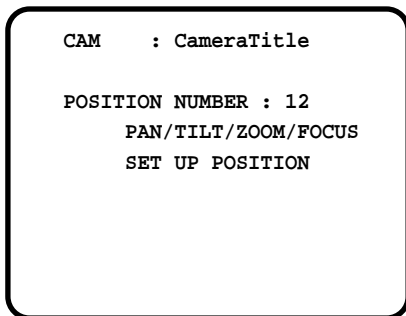 CAM : CameraTitle
POSITION NUMBER : 12
PAN/TILT/ZOOM/FOCUS
SET UP POSITION